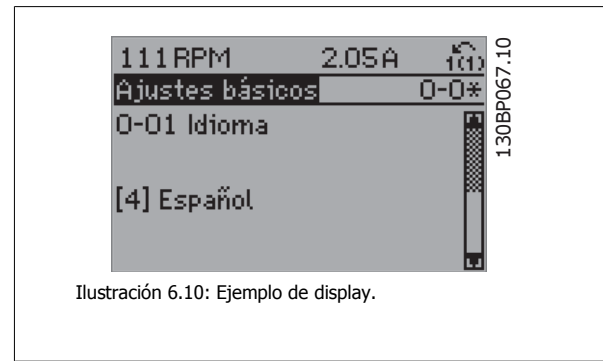 111 RPM 2.05 A 1(1)
Ajustes básicos 0-0*
0-01 Idioma
[4] Español
130BP067.10
Ilustración 6.10: Ejemplo de display.